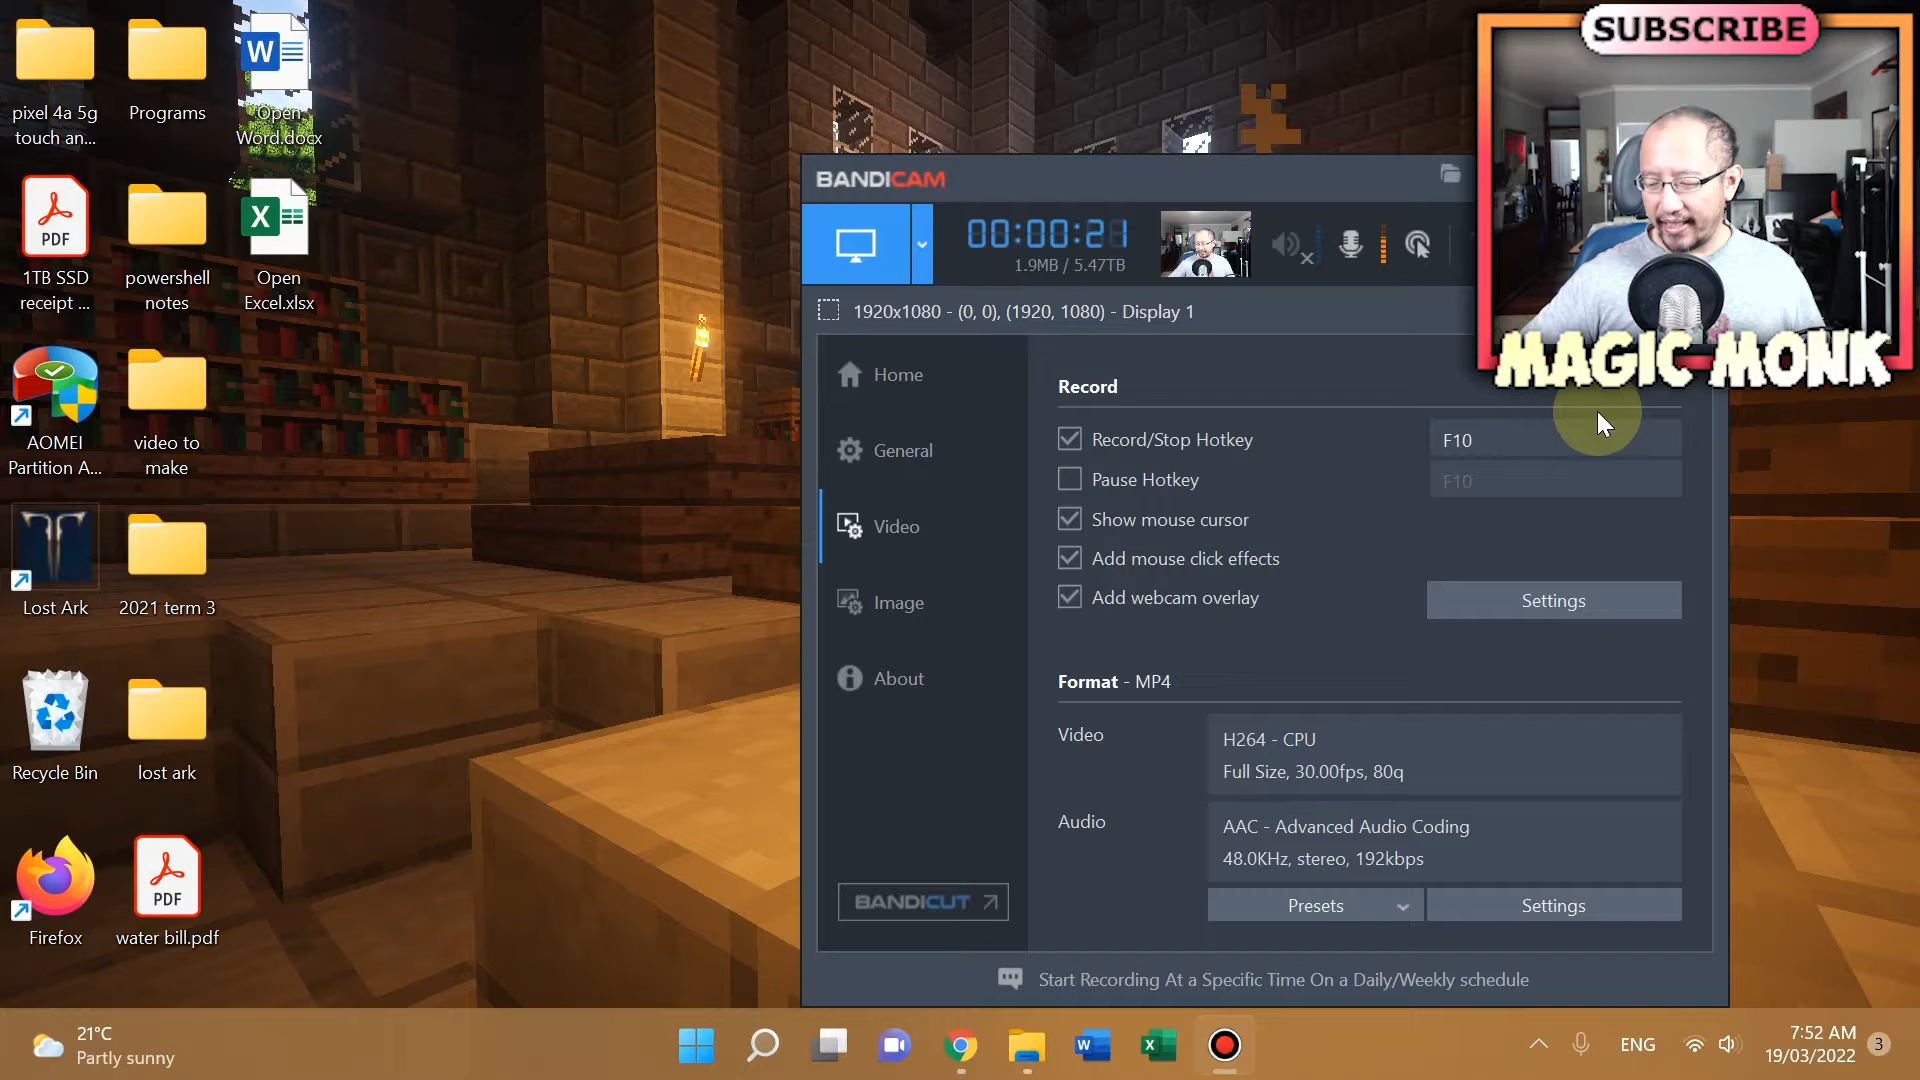 pixel 4a 5g
touch an...
Programs
Open
Word.docx
PDF
1TB SSD
receipt ...
powershell
notes
Open
Excel.xlsx
AOMEI
Partition A...
video to
make
Lost Ark
2021 term 3
Recycle Bin
lost ark
Firefox
PDF
water bill.pdf
BANDICAM
00:00:21
1.9MB / 5.47TB
1920x1080 - (0, 0), (1920, 1080) - Display 1
Home
General
Video
Image
About
BANDICUT
Record
Record/Stop Hotkey
F10
Pause Hotkey
F10
Show mouse cursor
Add mouse click effects
Add webcam overlay
Settings
Format - MP4
Video
H264 - CPU
Full Size, 30.00fps, 80q
Audio
AAC - Advanced Audio Coding
48.0KHz, stereo, 192kbps
Presets
Settings
Start Recording At a Specific Time On a Daily/Weekly schedule
SUBSCRIBE
MAGIC MONK
21°C
Partly sunny
ENG
7:52 AM
19/03/2022
3